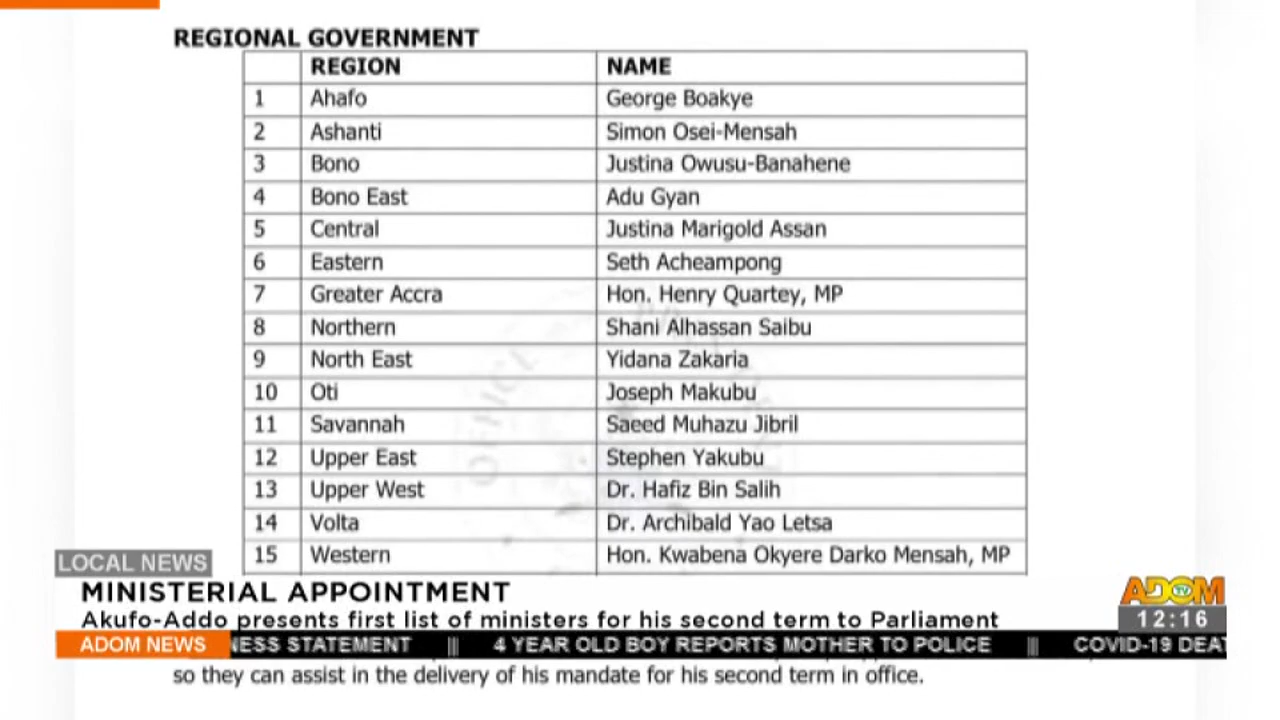 REGIONAL GOVERNMENT
REGION NAME
1 Ahafo George Boakye
2 Ashanti Simon Osei-Mensah
3 Bono Justina Owusu-Banahene
4 Bono East Adu Gyan
5 Central Justina Marigold Assan
6 Eastern Seth Acheampong
7 Greater Accra Hon. Henry Quartey, MP
8 Northern Shani Alhassan Saibu
9 North East Yidana Zakaria
10 Oti Joseph Makubu
11 Savannah Saeed Muhazu Jibril
12 Upper East Stephen Yakubu
13 Upper West Dr. Hafiz Bin Salih
14 Volta Dr. Archibald Yao Letsa
15 Western Hon. Kwabena Okyere Darko Mensah, MP
LOCAL NEWS
MINISTERIAL APPOINTMENT
Akufo-Addo presents first list of ministers for his second term to Parliament
ADOM TV
12:16
ADOM NEWS NESS STATEMENT || 4 YEAR OLD BOY REPORTS MOTHER TO POLICE || COVID-19 DEA
so they can assist in the delivery of his mandate for his second term in office.